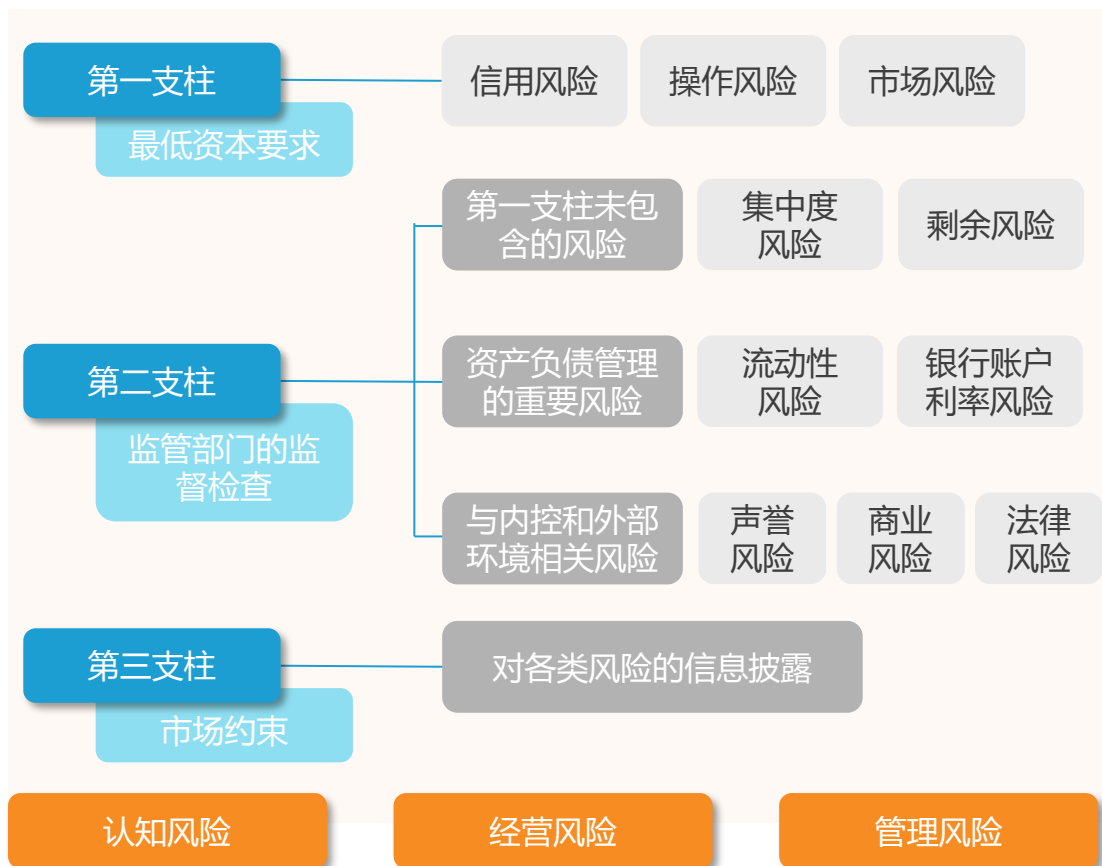 第一支柱
最低资本要求
信用风险
操作风险
市场风险
第二支柱
监管部门的监
督检查
第一支柱未包
含的风险
集中度
风险
剩余风险
资产负债管理
的重要风险
流动性
风险
银行账户
利率风险
与内控和外部
环境相关风险
声誉
风险
商业
风险
法律
风险
第三支柱
市场约束
对各类风险的信息披露
认知风险
经营风险
管理风险